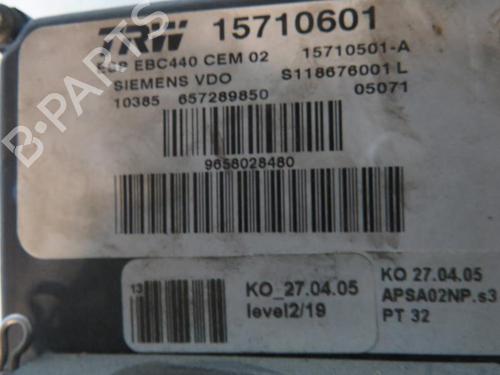 TRW 15710601
ESP EBC440 CEM 02 15710501-A
SIEMENS VDO S118676001 L
10385 657289850 05071
9658028480
13
KO_27.04.05
level2/19
KO 27.04.05
APSA02NP.s3
PT 32